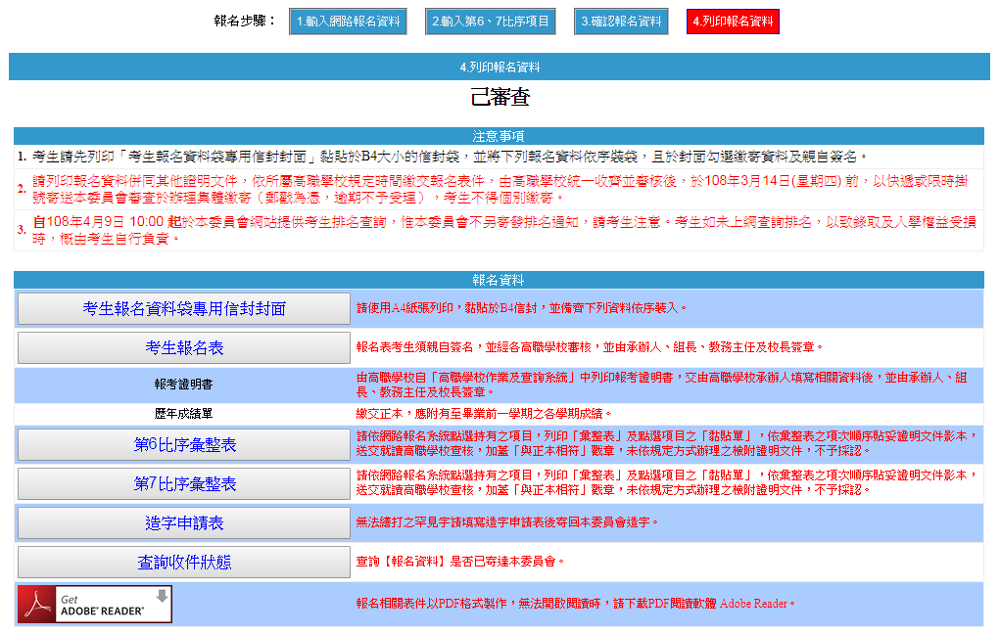 報名步驟：
1.輸入網路報名資料
2.輸入第6、7比序項目
3.確認報名資料
4.列印報名資料
4.列印報名資料
己審查
注意事項
1. 考生請先列印「考生報名資料袋專用信封封面」黏貼於B4大小的信封袋，並將下列報名資料依序裝袋，且於封面勾選繳寄資料及親自簽名。
2. 請列印報名資料併同其他證明文件，依所屬高職學校規定時間繳交報名表件，由高職學校統一收齊並審核後，於108年3月14日(星期四) 前，以快遞或限時掛
號寄送本委員會審查於辦理集體繳寄（郵戳為憑，逾期不予受理），考生不得個別繳寄。
3. 自108年4月9日 10:00 起於本委員會網站提供考生排名查詢，惟本委員會不另寄發排名通知，請考生注意。考生如未上網查詢排名，以致錄取及入學權益受損
時，概由考生自行負責。
報名資料
考生報名資料袋專用信封封面
請使用A4紙張列印，黏貼於B4信封，並備齊下列資料依序裝入。
考生報名表
報名表考生須親自簽名，並經各高職學校審核，並由承辦人、組長、教務主任及校長簽章。
報考證明書
由高職學校自「高職學校作業及查詢系統」中列印報考證明書，交由高職學校承辦人填寫相關資料後，並由承辦人、組
長、教務主任及校長簽章。
歷年成績單
繳交正本，應附有至畢業前一學期之各學期成績。
第6比序彙整表
請依網路報名系統點選持有之項目，列印「彙整表」及點選項目之「黏貼單」，依彙整表之項次順序貼妥證明文件影本，
送交就讀高職學校查核，加蓋「與正本相符」戳章，未依規定方式辦理之檢附證明文件，不予採認。
第7比序彙整表
請依網路報名系統點選持有之項目，列印「彙整表」及點選項目之「黏貼單」，依彙整表之項次順序貼妥證明文件影本，
送交就讀高職學校查核，加蓋「與正本相符」戳章，未依規定方式辦理之檢附證明文件，不予採認。
造字申請表
無法繕打之罕見字請填寫造字申請表後寄回本委員會造字。
查詢收件狀態
查詢【報名資料】是否已寄達本委員會。
Get
ADOBE® READER®
報名相關表件以PDF格式製作，無法開啟閱讀時，請下載PDF閱讀軟體 Adobe Reader。